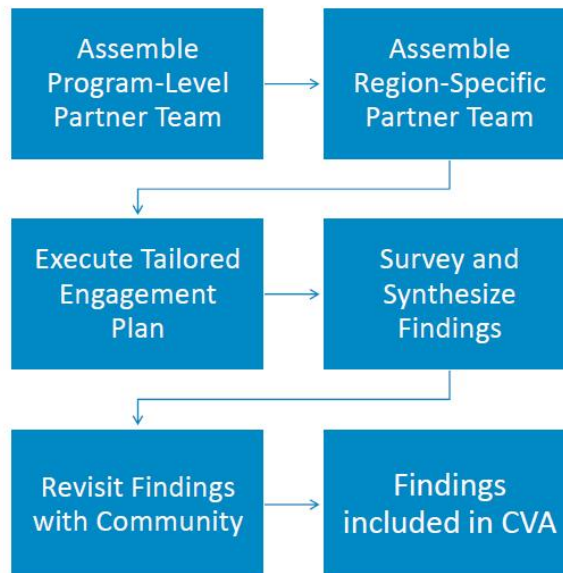 Assemble
Program-Level
Partner Team
Assemble
Region-Specific
Partner Team
Execute Tailored
Engagement
Plan
Survey and
Synthesize
Findings
Revisit Findings
with Community
Findings
included in CVA